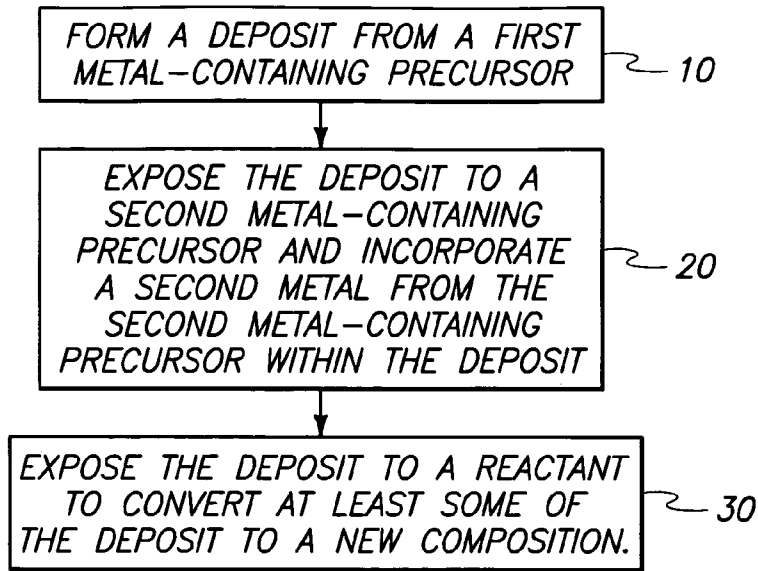 FORM A DEPOSIT FROM A FIRST
METAL-CONTAINING PRECURSOR
10
EXPOSE THE DEPOSIT TO A
SECOND METAL-CONTAINING
PRECURSOR AND INCORPORATE
A SECOND METAL FROM THE
SECOND METAL-CONTAINING
PRECURSOR WITHIN THE DEPOSIT
20
EXPOSE THE DEPOSIT TO A REACTANT
TO CONVERT AT LEAST SOME OF
THE DEPOSIT TO A NEW COMPOSITION.
30